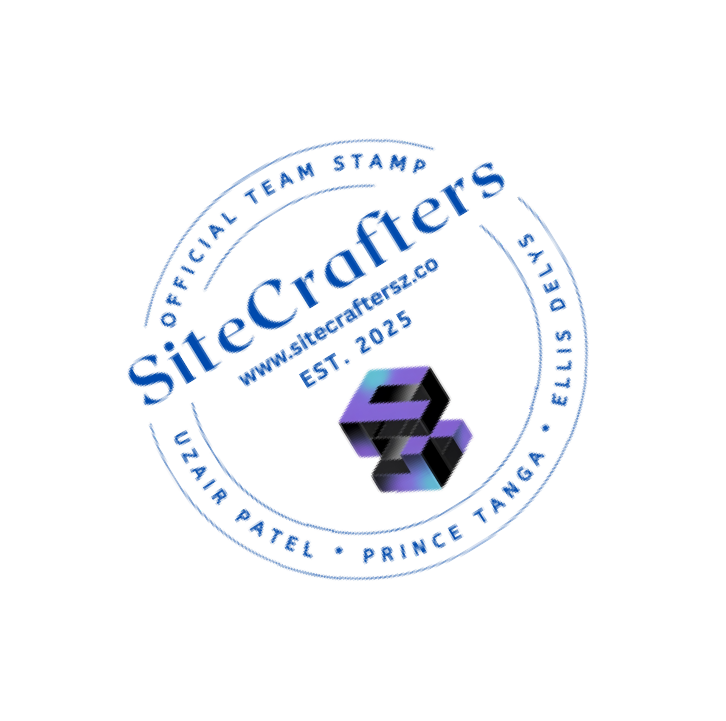 OFFICIAL TEAM STAMP
SiteCrafters
www.sitecraftersz.co
EST. 2025
UZAIR PATEL • PRINCE TANGA • ELLIS DELYS